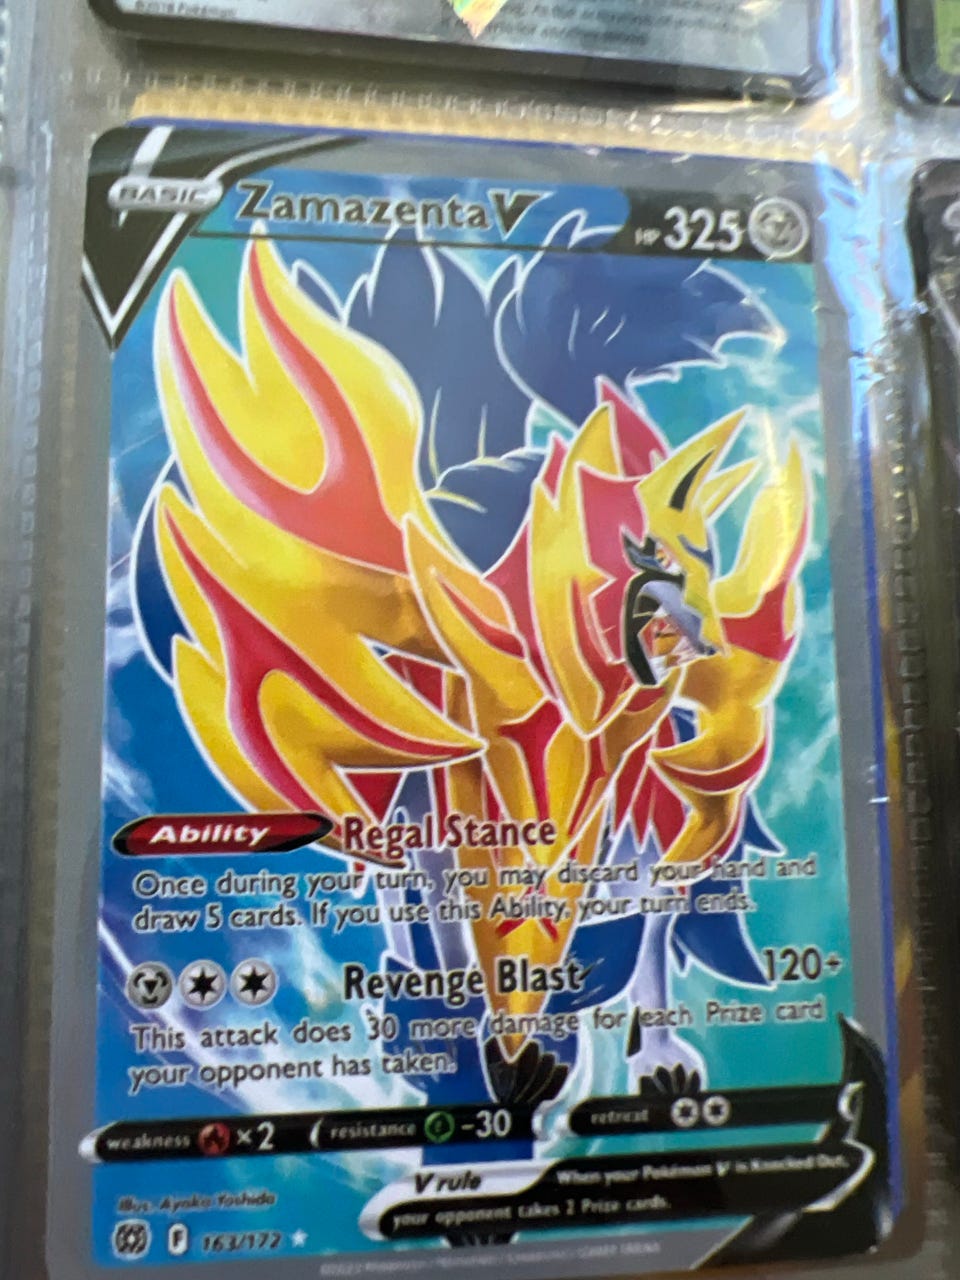 ©2018 Pokémon
BASIC
Zamazenta V
HP 325
Ability Regal Stance
Once during your turn, you may discard your hand and
draw 5 cards. If you use this Ability, your turn ends.
Revenge Blast 120+
This attack does 30 more damage for each Prize card
your opponent has taken.
weakness ×2 resistance -30 retreat
V rule When your Pokémon V is Knocked Out,
your opponent takes 2 Prize cards.
Illus. Ayaka Yoshida
F 163/172